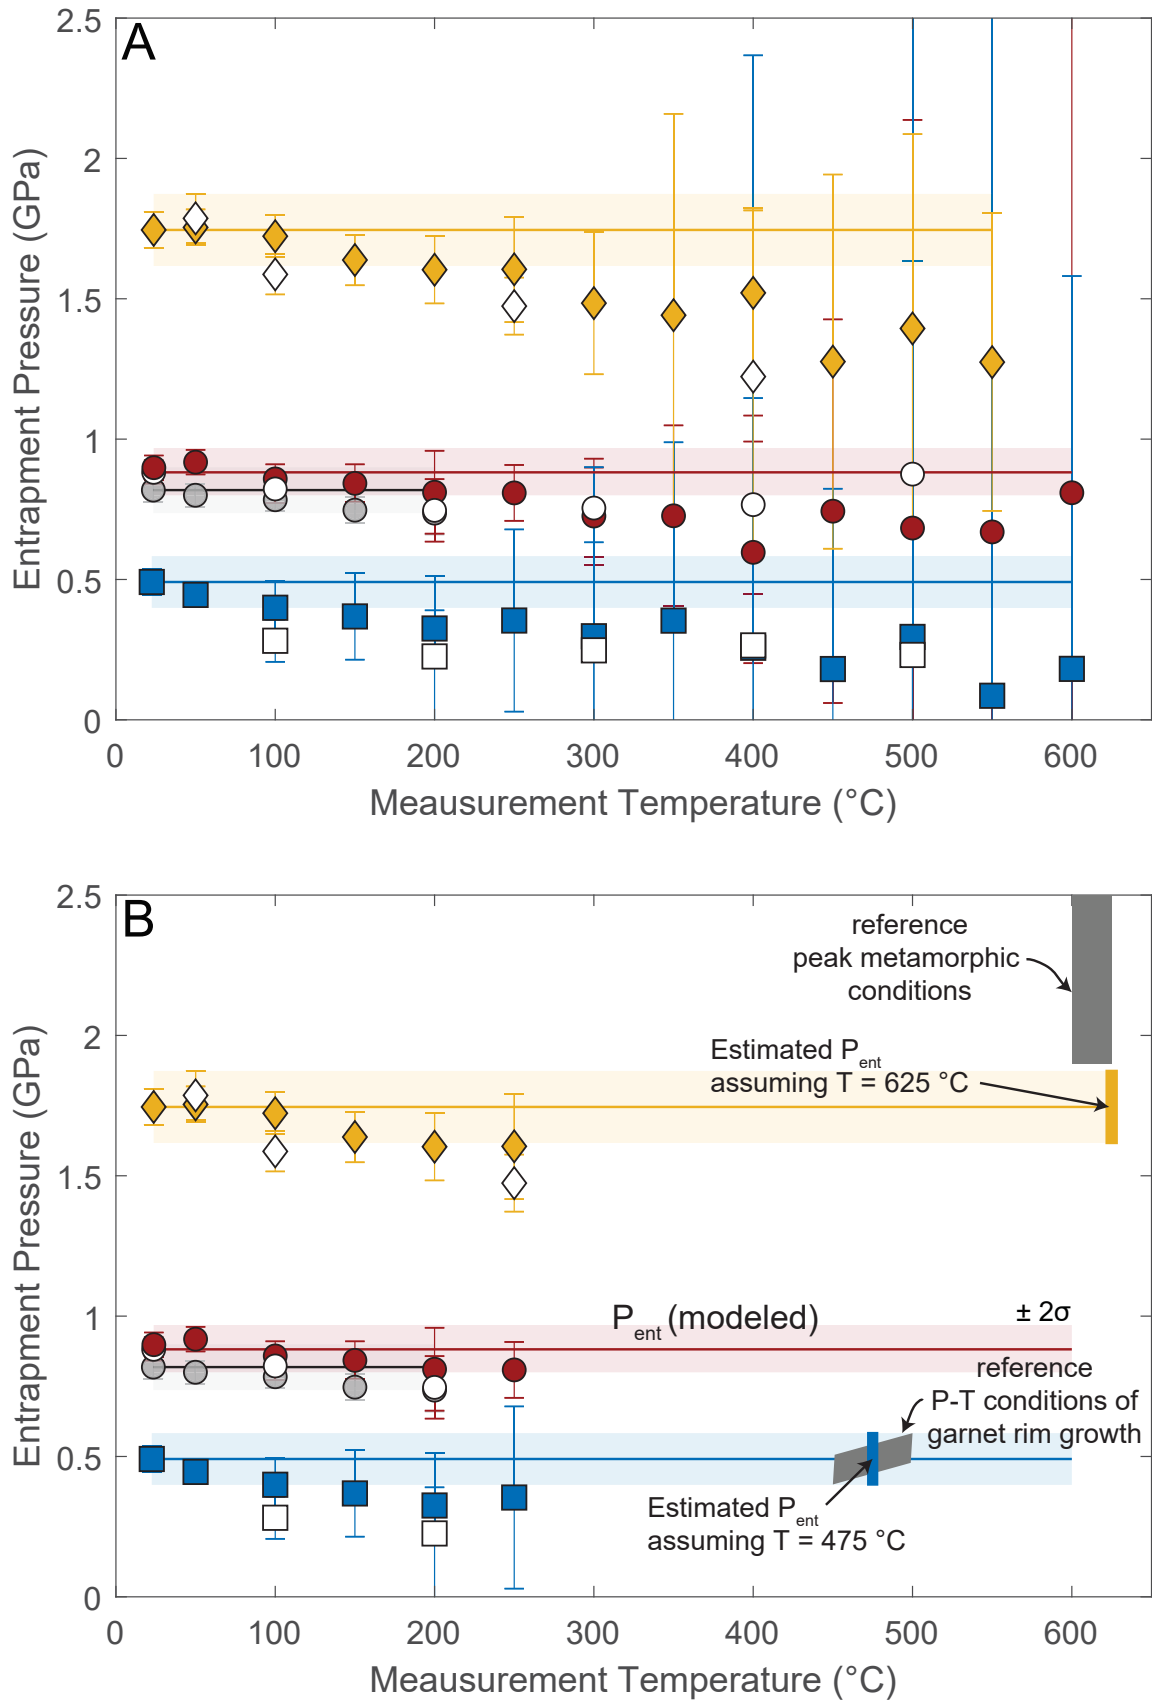 A
2.5
2
1.5
1
0.5
0
Entrapment Pressure (GPa)
0 100 200 300 400 500 600
Meausurement Temperature (°C)
B
2.5
2
1.5
1
0.5
0
Entrapment Pressure (GPa)
reference
peak metamorphic
conditions
Estimated Pent
assuming T = 625 °C
Pent (modeled)
± 2σ
reference
P-T conditions of
garnet rim growth
Estimated Pent
assuming T = 475 °C
0 100 200 300 400 500 600
Meausurement Temperature (°C)